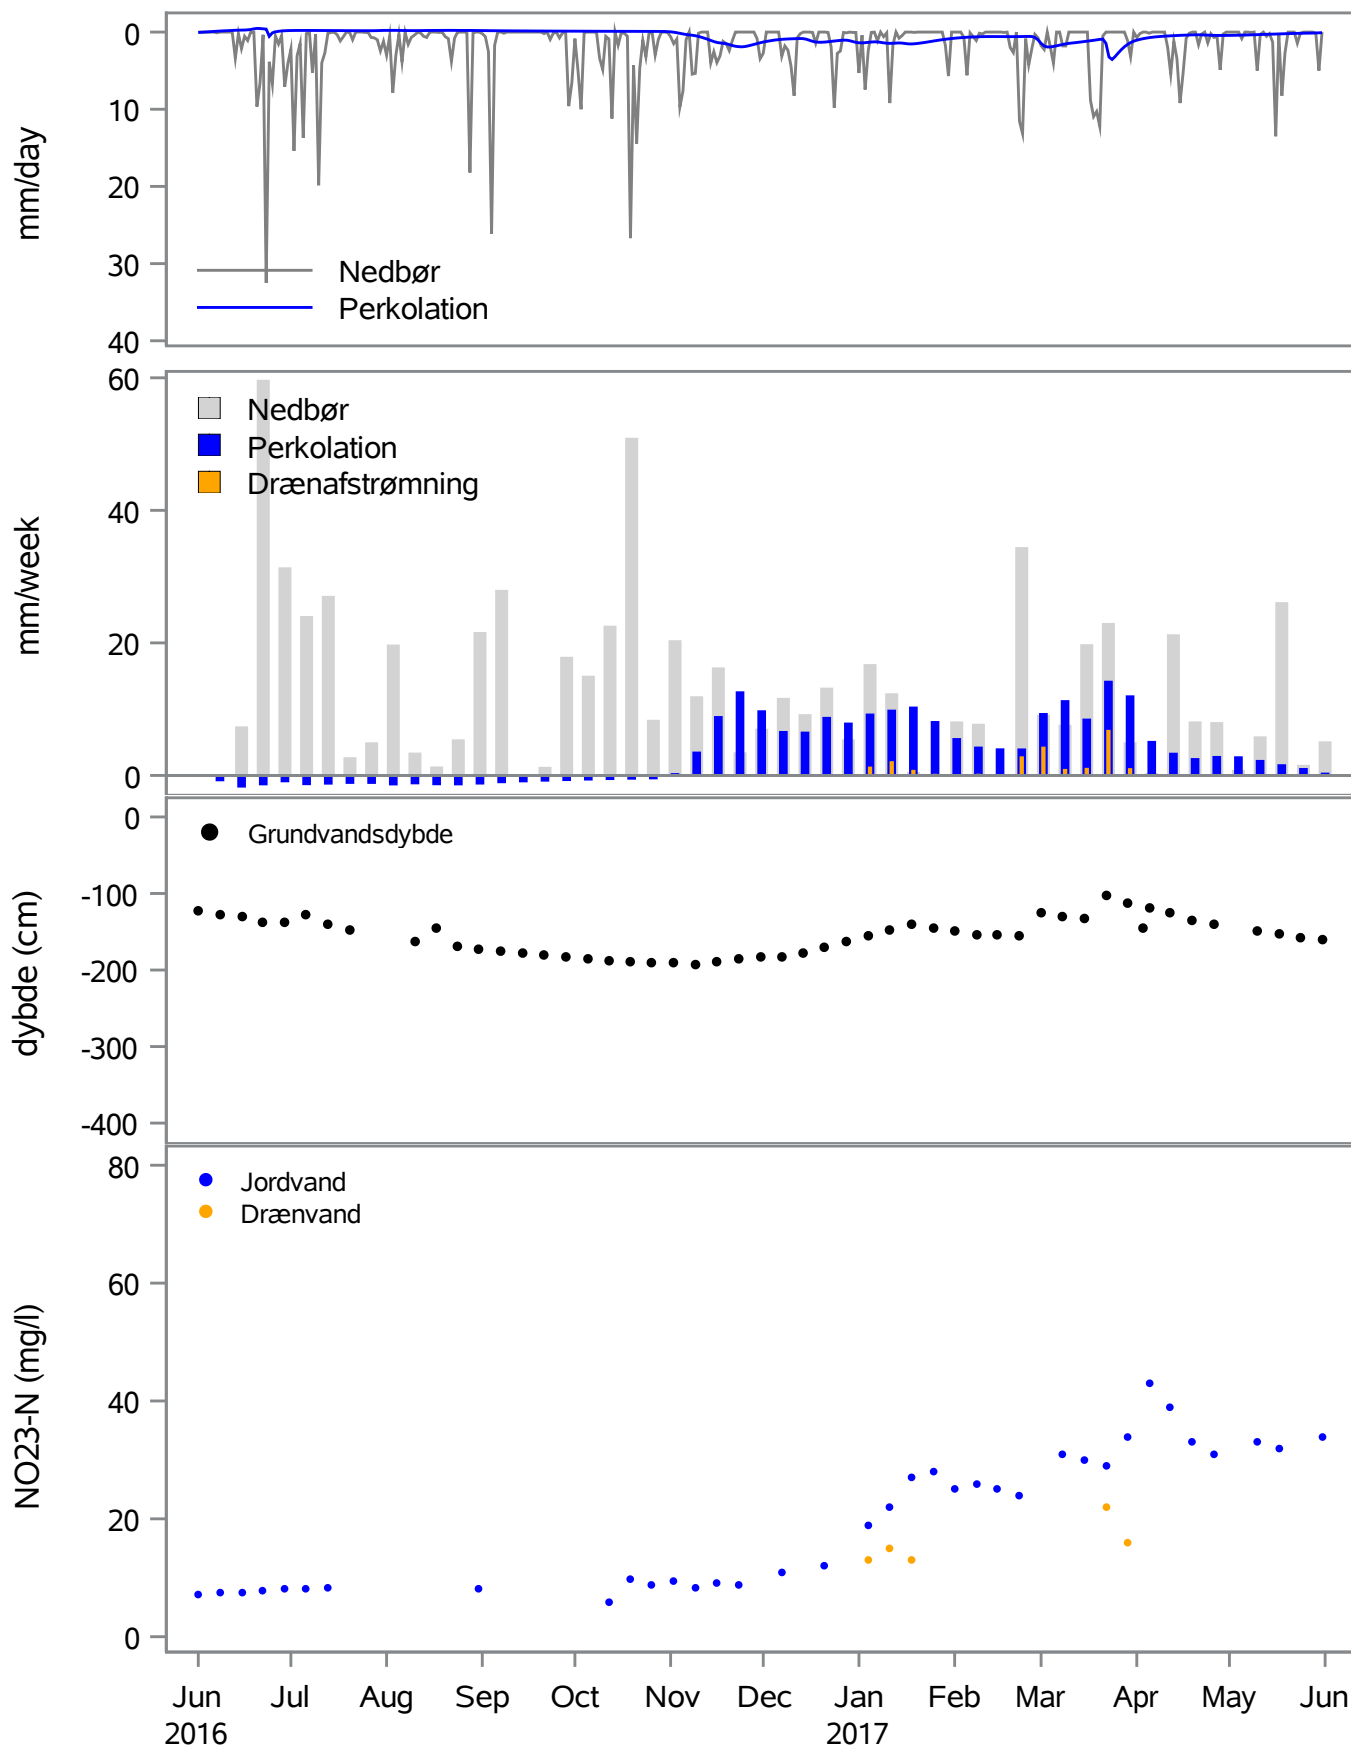 0
10
20
30
40
mm/day
Nedbør
Perkolation
60
40
20
0
mm/week
Nedbør
Perkolation
Drænafstrømning
0
-100
-200
-300
-400
dybde (cm)
Grundvandsdybde
80
60
40
20
0
NO23-N (mg/l)
Jordvand
Drænvand
Jun Jul Aug Sep Oct Nov Dec Jan Feb Mar Apr May Jun
2016 2017